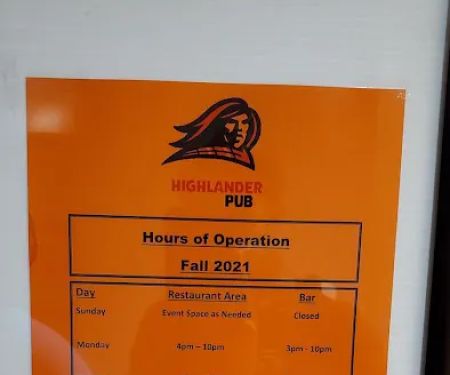 HIGHLANDER
PUB
Hours of Operation
Fall 2021
Day Restaurant Area Bar
Sunday Event Space as Needed Closed
Monday 4pm – 10pm 3pm - 10pm